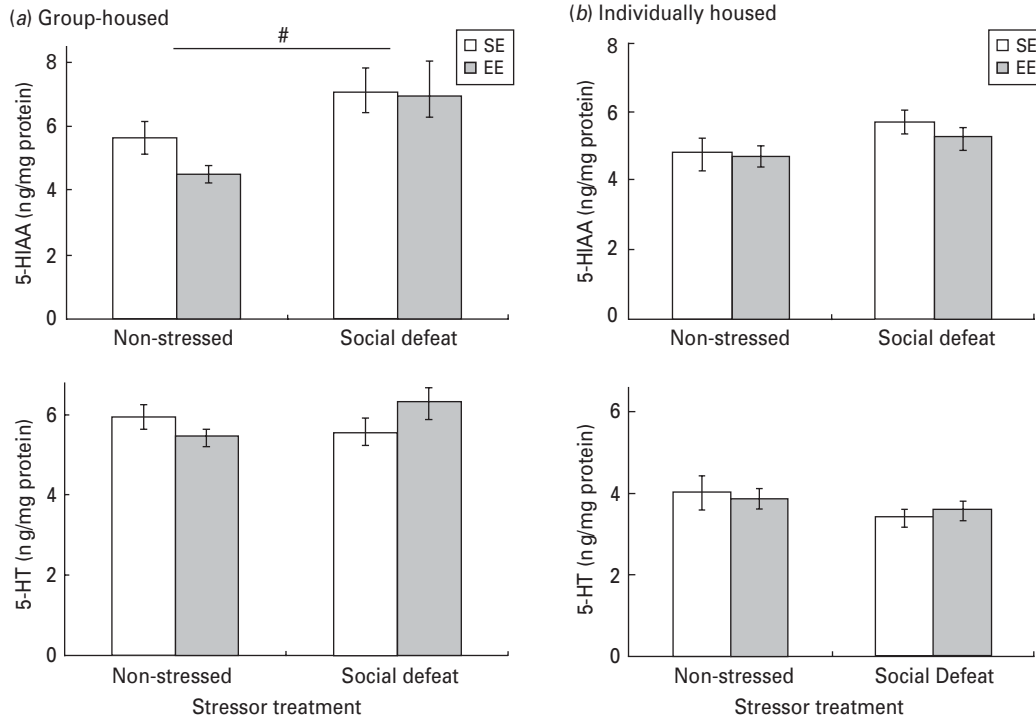 (a) Group-housed
#
SE
EE
5-HIAA (ng/mg protein)
8
6
4
2
0
Non-stressed Social defeat
5-HT (ng/mg protein)
6
4
2
0
Non-stressed Social defeat
Stressor treatment
(b) Individually housed
SE
EE
5-HIAA (ng/mg protein)
8
6
4
2
0
Non-stressed Social defeat
5-HT (ng/mg protein)
6
4
2
0
Non-stressed Social Defeat
Stressor treatment